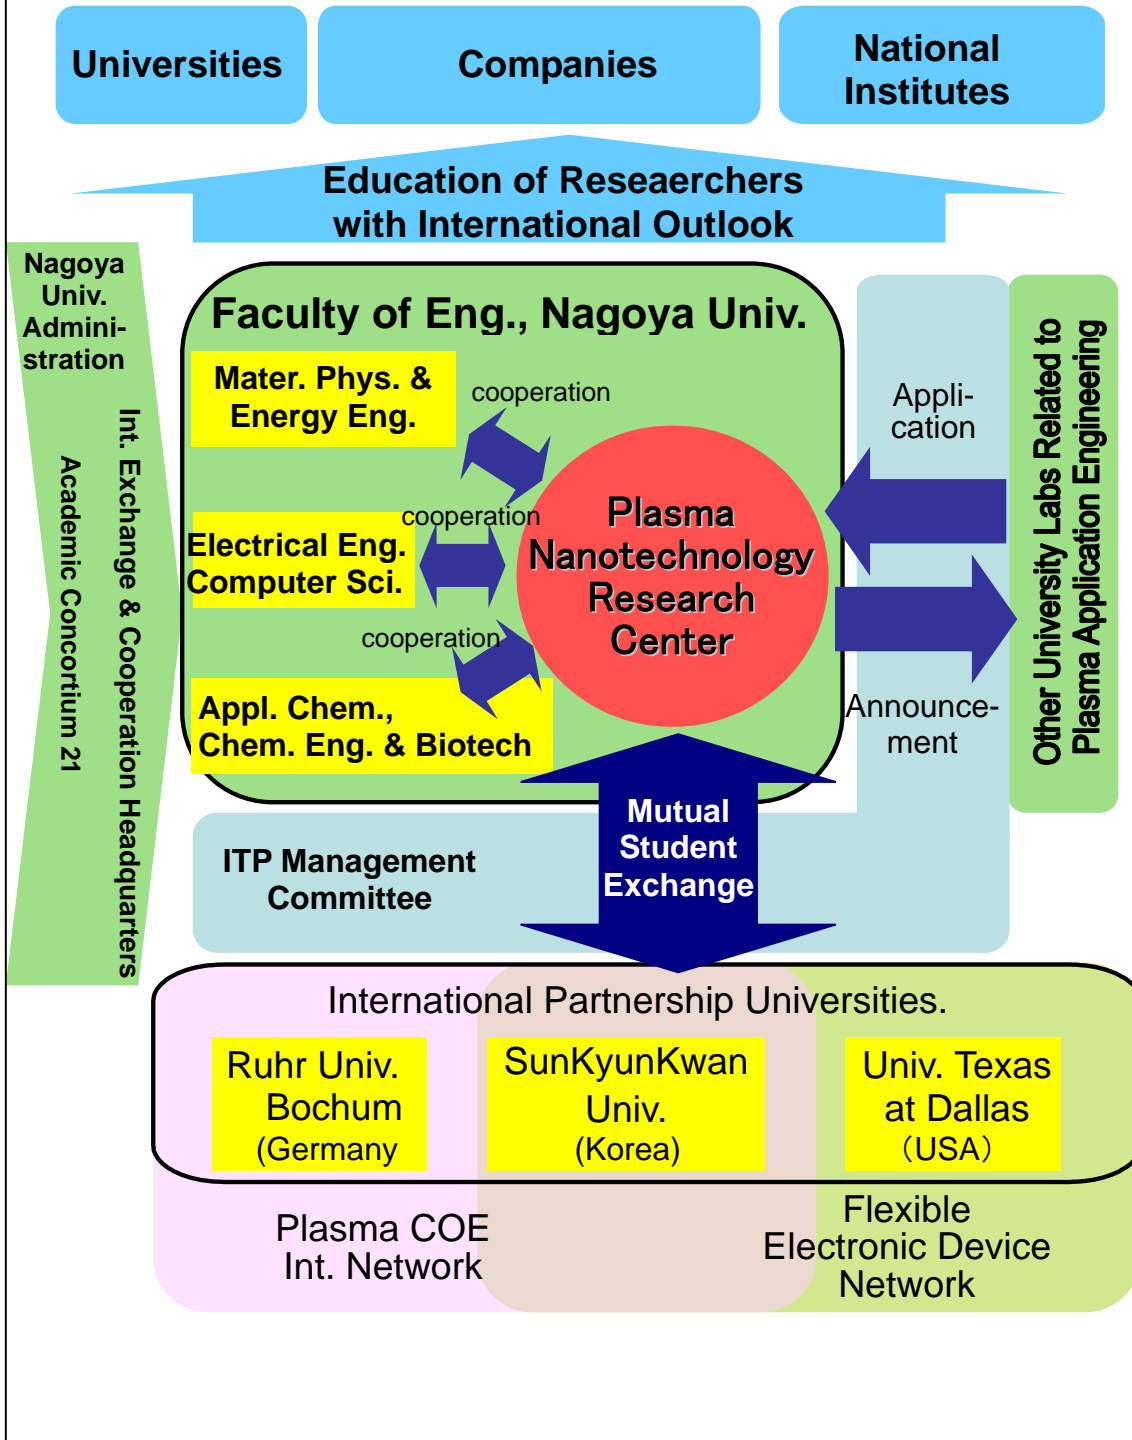 Universities
Companies
National
Institutes
Education of Reseaerchers
with International Outlook
Nagoya
Univ.
Admini-
stration
Int. Exchange & Cooperation Headquarters
Academic Concortium 21
Faculty of Eng., Nagoya Univ.
Mater. Phys. &
Energy Eng.
cooperation
Electrical Eng.
Computer Sci.
cooperation
cooperation
Appl. Chem.,
Chem. Eng. & Biotech
Plasma
Nanotechnology
Research
Center
Appli-
cation
Announce-
ment
Other University Labs Related to
Plasma Application Engineering
Mutual
Student
Exchange
ITP Management
Committee
International Partnership Universities.
Ruhr Univ.
Bochum
(Germany
SunKyunKwan
Univ.
(Korea)
Univ. Texas
at Dallas
（USA）
Plasma COE
Int. Network
Flexible
Electronic Device
Network